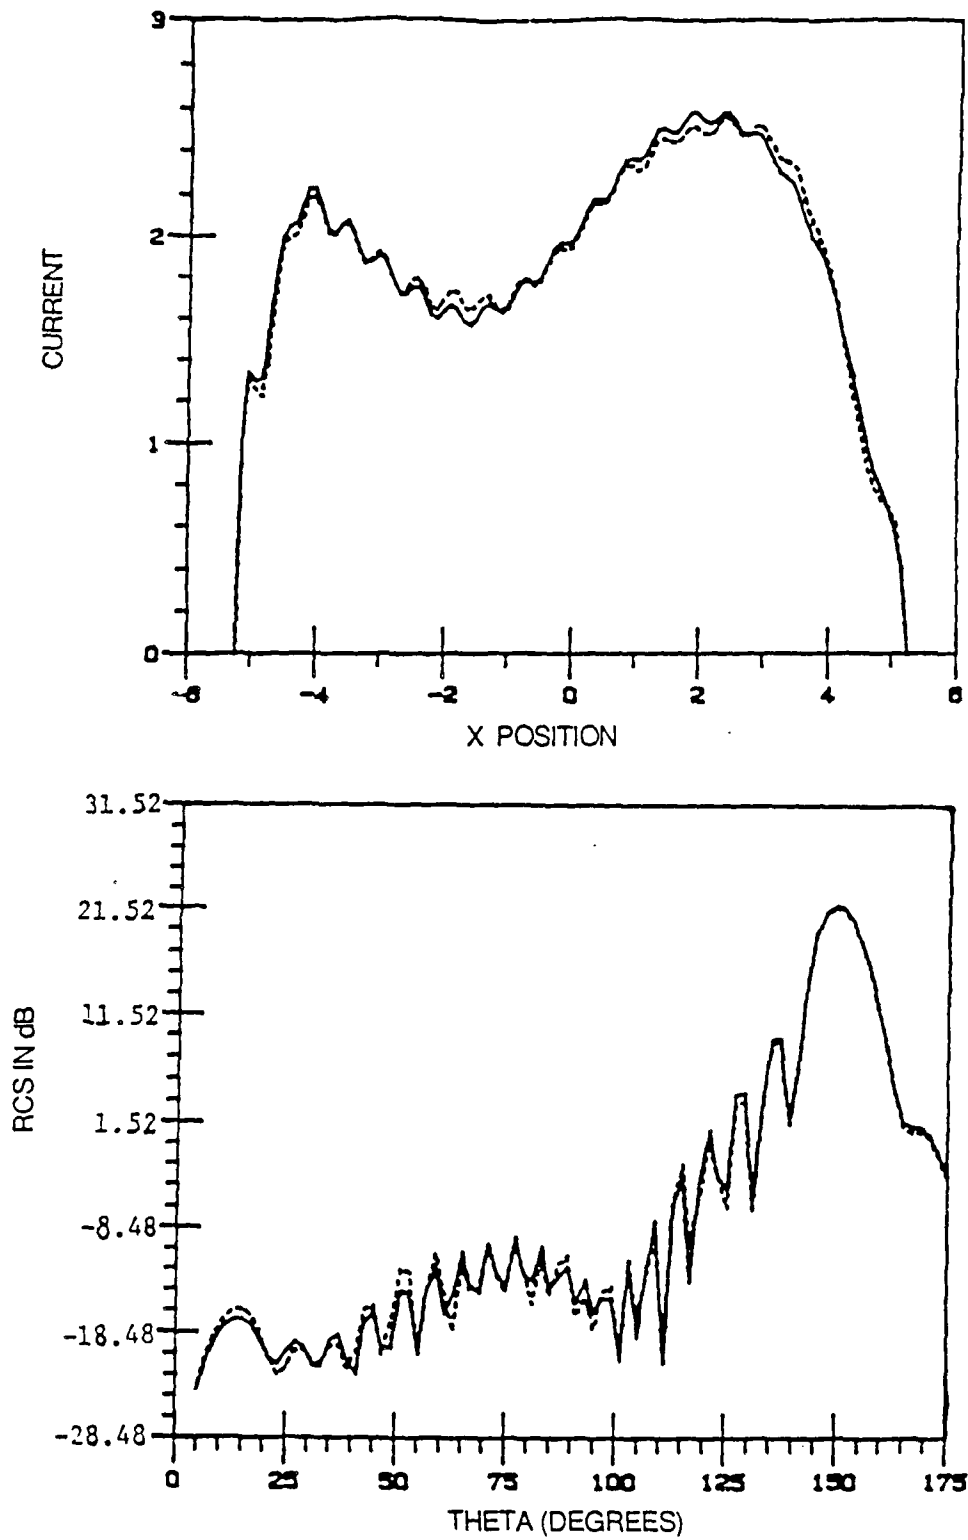 3
2
CURRENT
1
0
-6 -4 -2 0 2 4 6
X POSITION
31.52
21.52
11.52
RCS IN dB
1.52
-8.48
-18.48
-28.48
0 25 50 75 100 125 150 175
THETA (DEGREES)